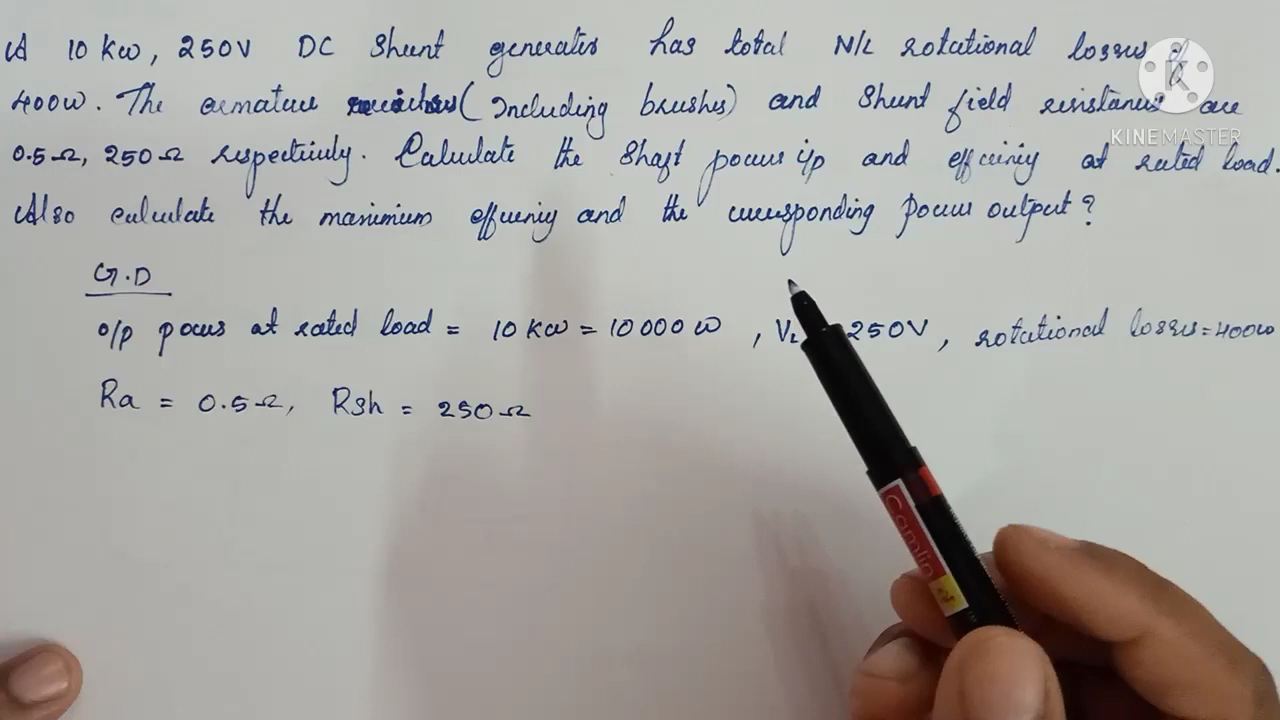 A 10 kw, 250V DC Shunt generator has total N/L rotational losses of
400w. The armature (Including brushes) and Shunt field resistances are
0.5Ω, 250Ω respectively. Calculate the Shaft power i/p and efficiency at rated load.
Also calculate the maximum efficiency and the corresponding Power output?
G.D
o/p power at rated load = 10 kw = 10000 w, VL 250V, rotational losses = 400w
Ra = 0.5Ω, Rsh = 250Ω
K
KINEMASTER
Camlin